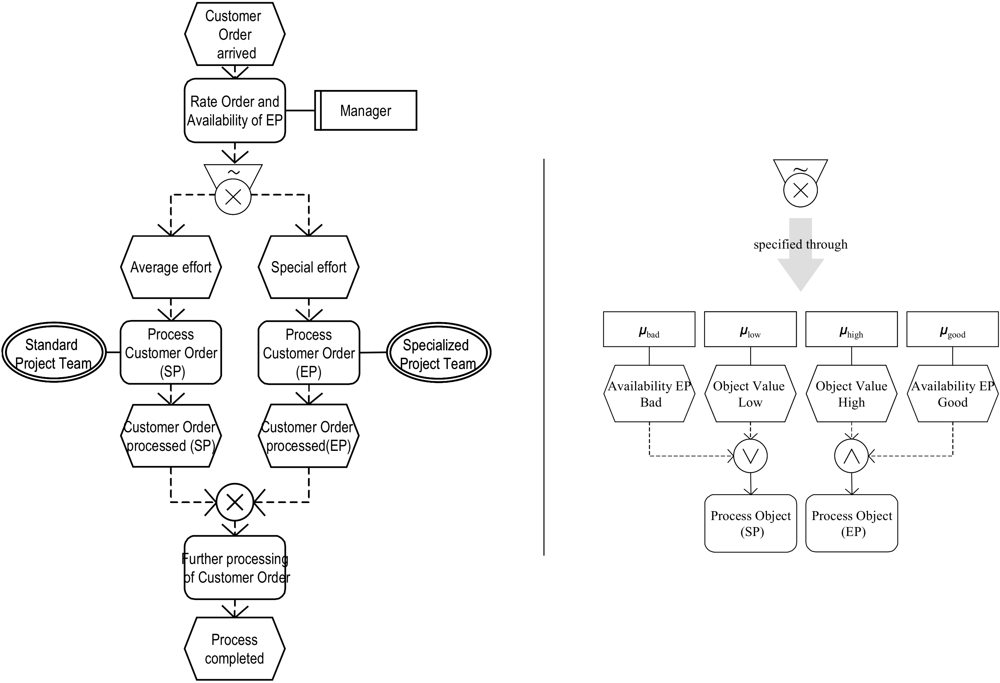 Customer
Order
arrived
Rate Order and
Availability of EP
Manager
~
Average effort
Special effort
Standard
Project Team
Process
Customer Order
(SP)
Process
Customer Order
(EP)
Specialized
Project Team
Customer Order
processed (SP)
Customer Order
processed(EP)
Further processing
of Customer Order
Process
completed
~
specified through
μbad
μlow
μhigh
μgood
Availability EP
Bad
Object Value
Low
Object Value
High
Availability EP
Good
Process Object
(SP)
Process Object
(EP)